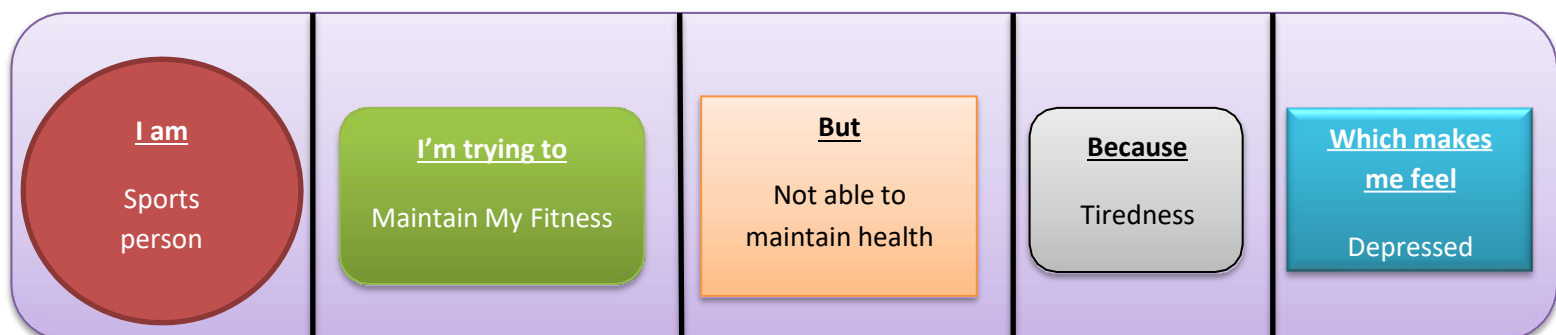 I am
Sports
person
I’m trying to
Maintain My Fitness
But
Not able to
maintain health
Because
Tiredness
Which makes
me feel
Depressed